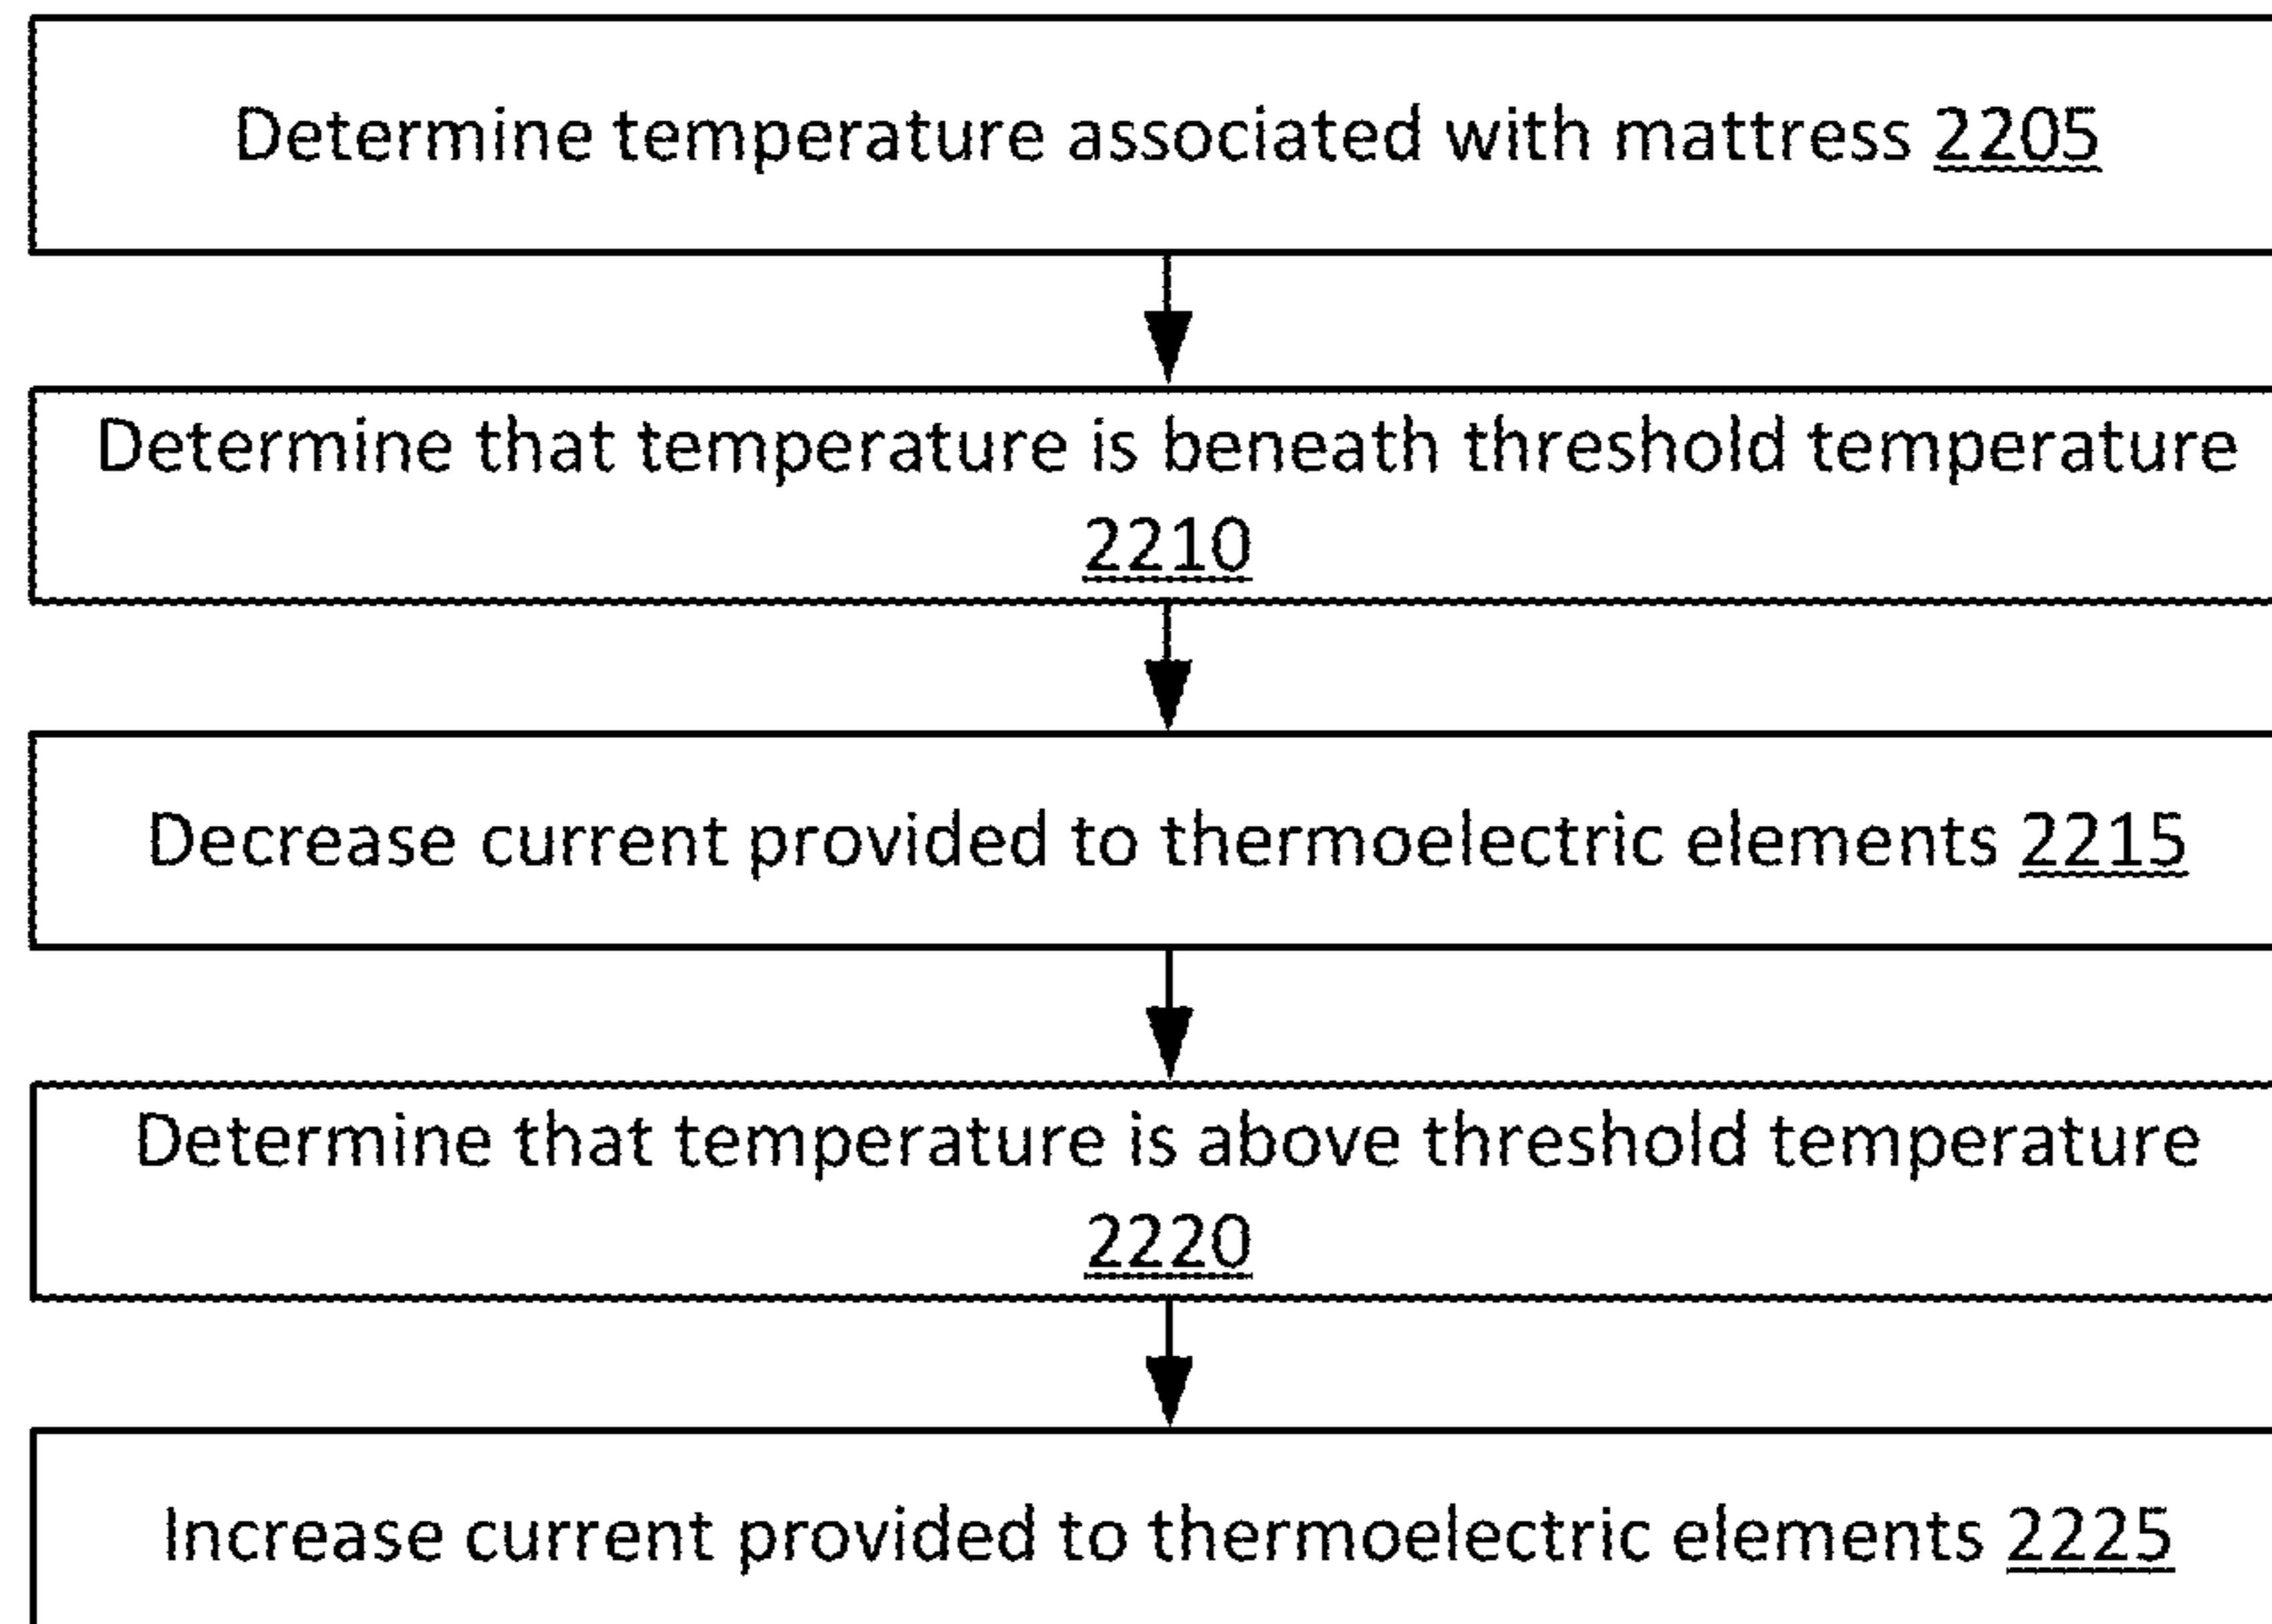 Determine temperature associated with mattress 2205
Determine that temperature is beneath threshold temperature
2210
Decrease current provided to thermoelectric elements 2215
Determine that temperature is above threshold temperature
2220
Increase current provided to thermoelectric elements 2225